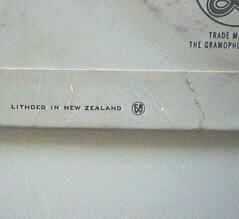 TRADE MA
THE GRAMOPHO
LITHOED IN NEW ZEALAND